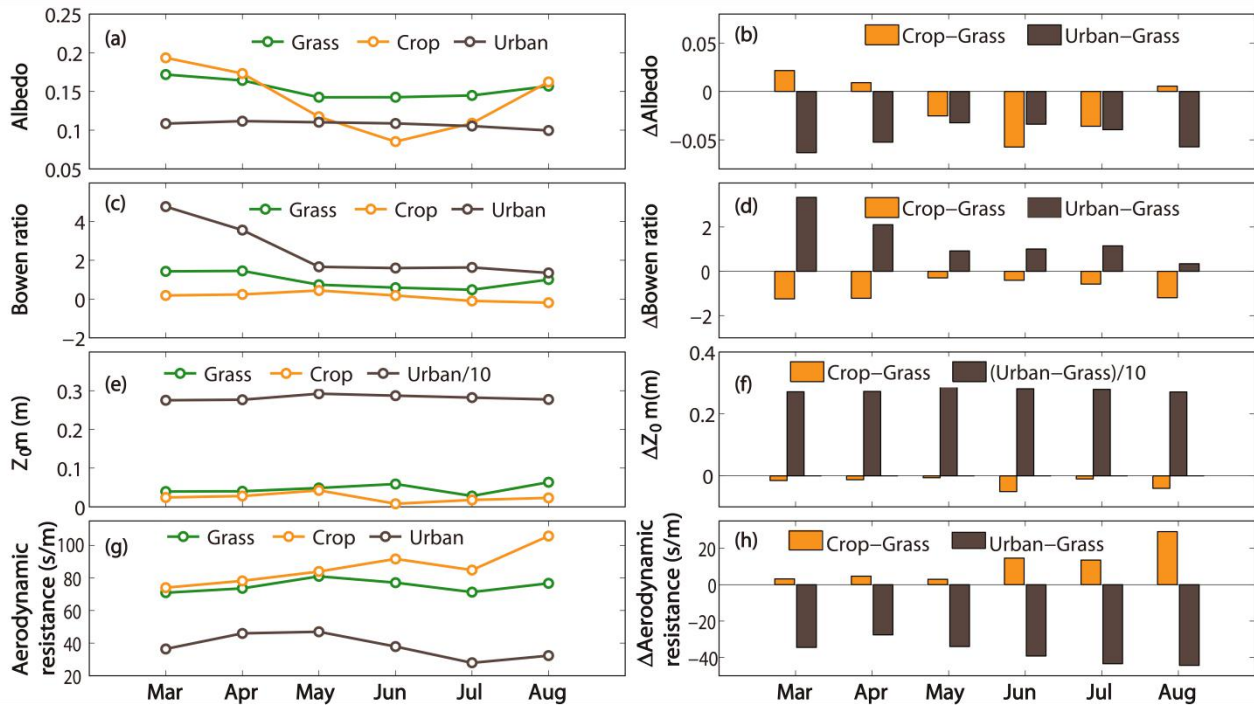 (a)
Grass Crop Urban
Albedo
0.25
0.2
0.15
0.1
0.05
(b)
Crop−Grass Urban−Grass
ΔAlbedo
0.05
0
−0.05
(c)
Grass Crop Urban
Bowen ratio
4
2
0
−2
(d)
Crop−Grass Urban−Grass
ΔBowen ratio
2
0
−2
(e)
Grass Crop Urban/10
Z₀m (m)
0.3
0.2
0.1
0
(f)
Crop−Grass (Urban−Grass)/10
ΔZ₀ m(m)
0.4
0.2
0
(g)
Grass Crop Urban
Aerodynamic
resistance (s/m)
100
80
60
40
20
Mar Apr May Jun Jul Aug
(h)
Crop−Grass Urban−Grass
ΔAerodynamic
resistance (s/m)
20
0
−20
−40
Mar Apr May Jun Jul Aug